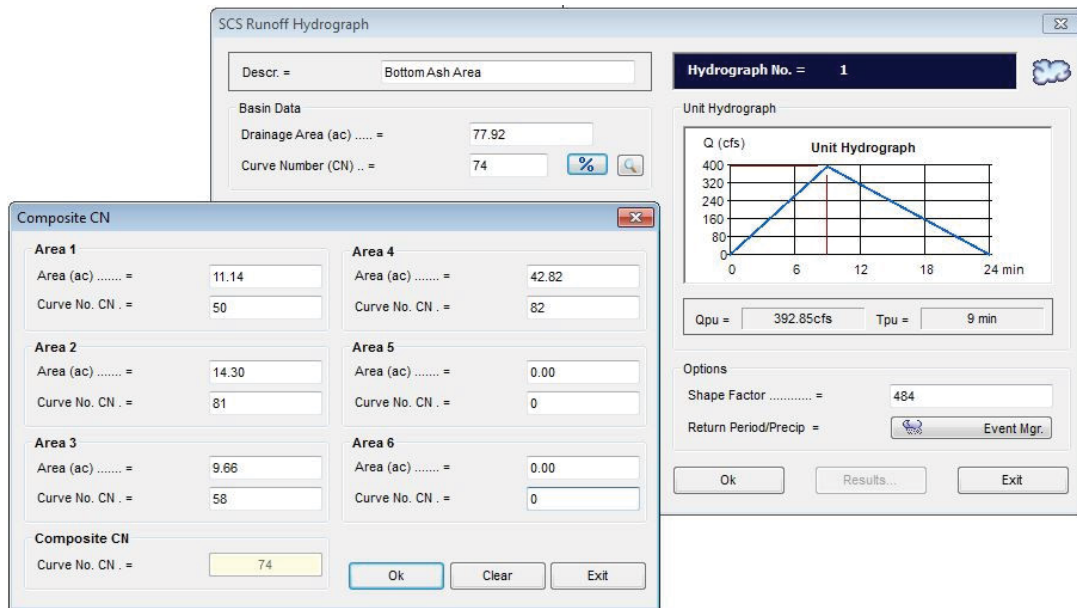 SCS Runoff Hydrograph
Descr. = Bottom Ash Area
Hydrograph No. = 1
Basin Data
Drainage Area (ac) ..... = 77.92
Curve Number (CN) .. = 74 %
Unit Hydrograph
Q (cfs) Unit Hydrograph
400
320
240
160
80
0
0 6 12 18 24 min
Qpu = 392.85cfs Tpu = 9 min
Options
Shape Factor ............ = 484
Return Period/Precip = Event Mgr.
Ok Results... Exit
Composite CN
Area 1
Area (ac) ....... = 11.14
Curve No. CN . = 50
Area 2
Area (ac) ....... = 14.30
Curve No. CN . = 81
Area 3
Area (ac) ....... = 9.66
Curve No. CN . = 58
Area 4
Area (ac) ....... = 42.82
Curve No. CN . = 82
Area 5
Area (ac) ....... = 0.00
Curve No. CN . = 0
Area 6
Area (ac) ....... = 0.00
Curve No. CN . = 0
Composite CN
Curve No. CN . = 74
Ok Clear Exit